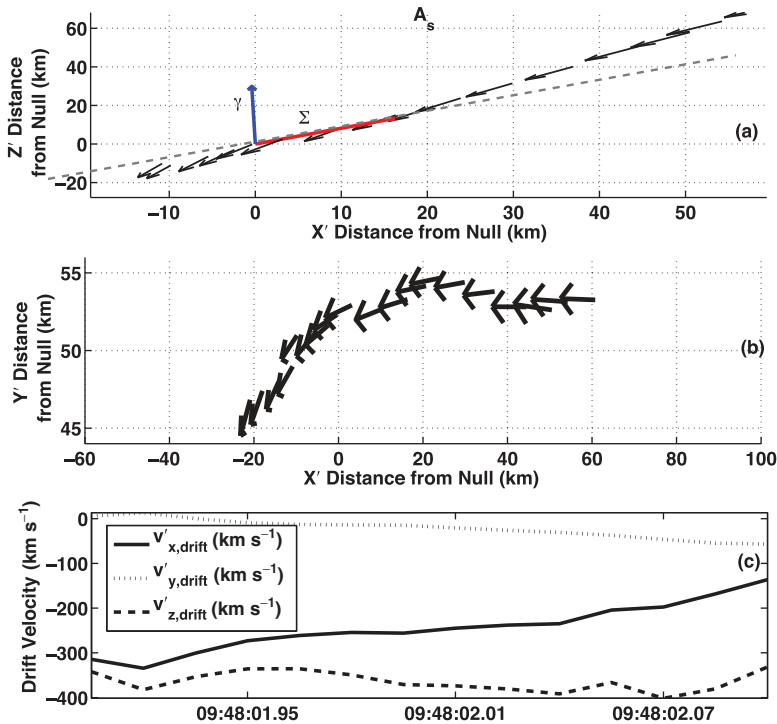 A_s
60
40
20
0
−20
Z′ Distance
from Null (km)
γ
Σ
(a)
−10 0 10 20 30 40 50
X′ Distance from Null (km)
55
50
45
Y′ Distance
from Null (km)
(b)
−60 −40 −20 0 20 40 60 80 100
X′ Distance from Null (km)
0
−100
−200
−300
−400
Drift Velocity (km s⁻¹)
v′x,drift (km s⁻¹)
v′y,drift (km s⁻¹)
v′z,drift (km s⁻¹)
(c)
09:48:01.95 09:48:02.01 09:48:02.07